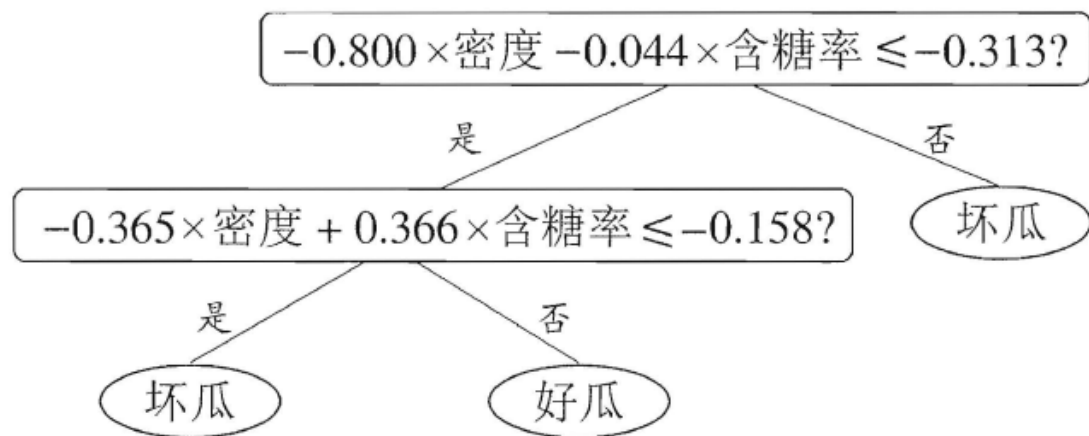 -0.800×密度-0.044×含糖率≤-0.313?
是
否
-0.365×密度+0.366×含糖率≤-0.158?
坏瓜
是
否
坏瓜
好瓜